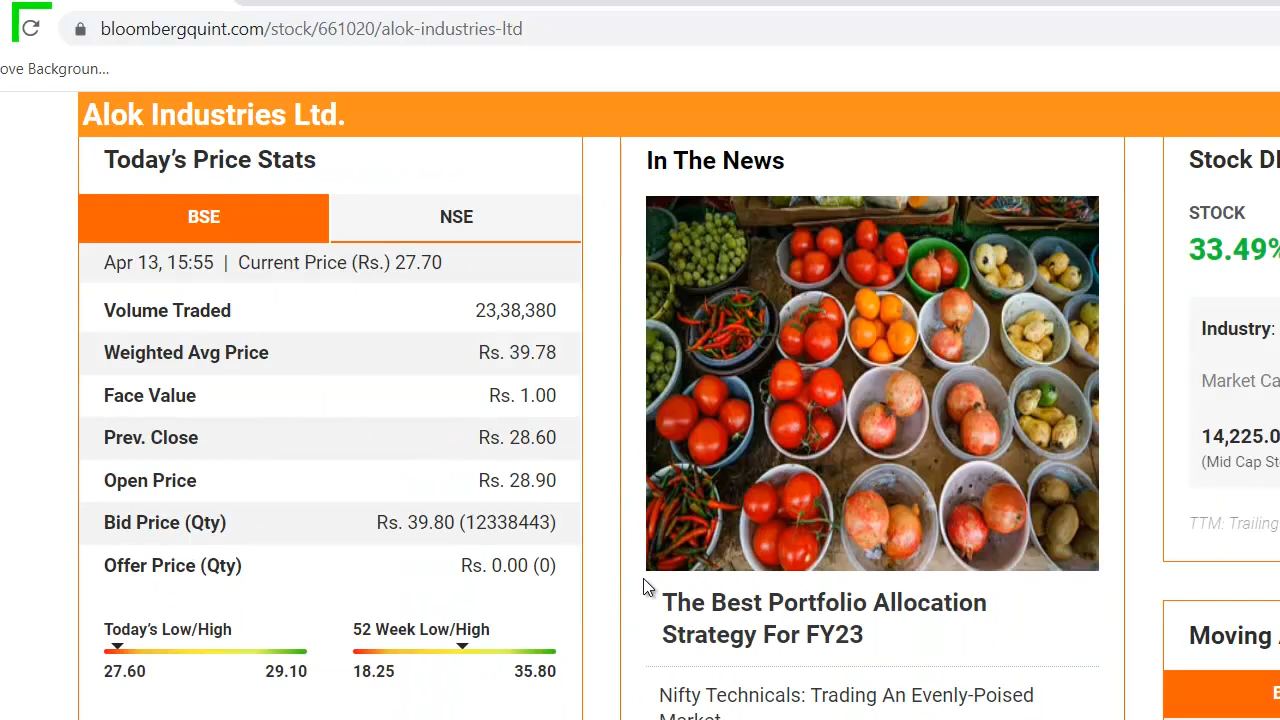 bloombergquint.com/stock/661020/alok-industries-ltd
ove Backgroun...
Alok Industries Ltd.
Today's Price Stats
BSE NSE
Apr 13, 15:55 | Current Price (Rs.) 27.70
Volume Traded 23,38,380
Weighted Avg Price Rs. 39.78
Face Value Rs. 1.00
Prev. Close Rs. 28.60
Open Price Rs. 28.90
Bid Price (Qty) Rs. 39.80 (12338443)
Offer Price (Qty) Rs. 0.00 (0)
Today's Low/High 52 Week Low/High
27.60 29.10 18.25 35.80
In The News
The Best Portfolio Allocation
Strategy For FY23
Nifty Technicals: Trading An Evenly-Poised
Market
Stock
STOCK
33.49%
Industry:
Market Ca
14,225.0
(Mid Cap St
TTM: Trailing
Moving